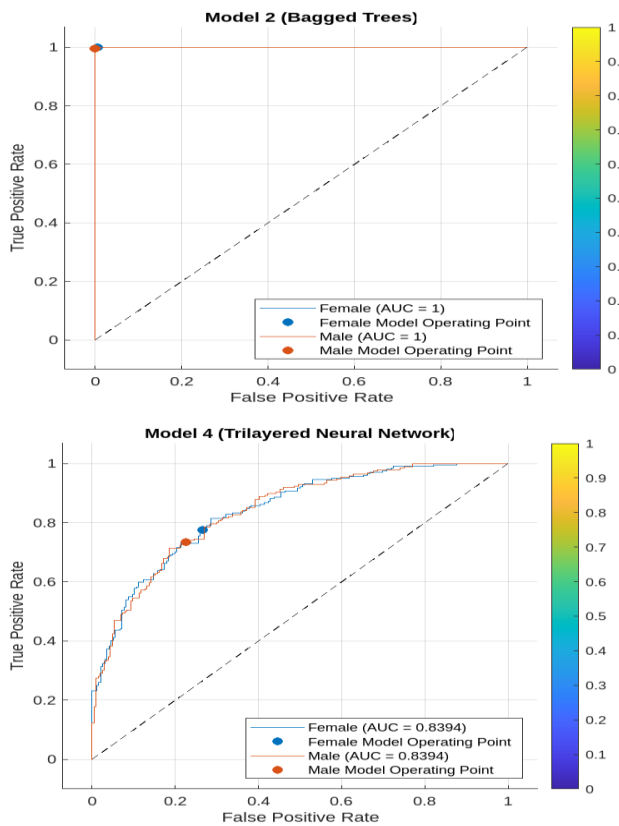 Model 2 (Bagged Trees)
1
0.8
0.6
0.4
0.2
0
True Positive Rate
Female (AUC = 1)
Female Model Operating Point
Male (AUC = 1)
Male Model Operating Point
0 0.2 0.4 0.6 0.8 1
False Positive Rate
1
0
Model 4 (Trilayered Neural Network)
1
0.8
0.6
0.4
0.2
0
True Positive Rate
Female (AUC = 0.8394)
Female Model Operating Point
Male (AUC = 0.8394)
Male Model Operating Point
0 0.2 0.4 0.6 0.8 1
False Positive Rate
1
0.9
0.8
0.7
0.6
0.5
0.4
0.3
0.2
0.1
0